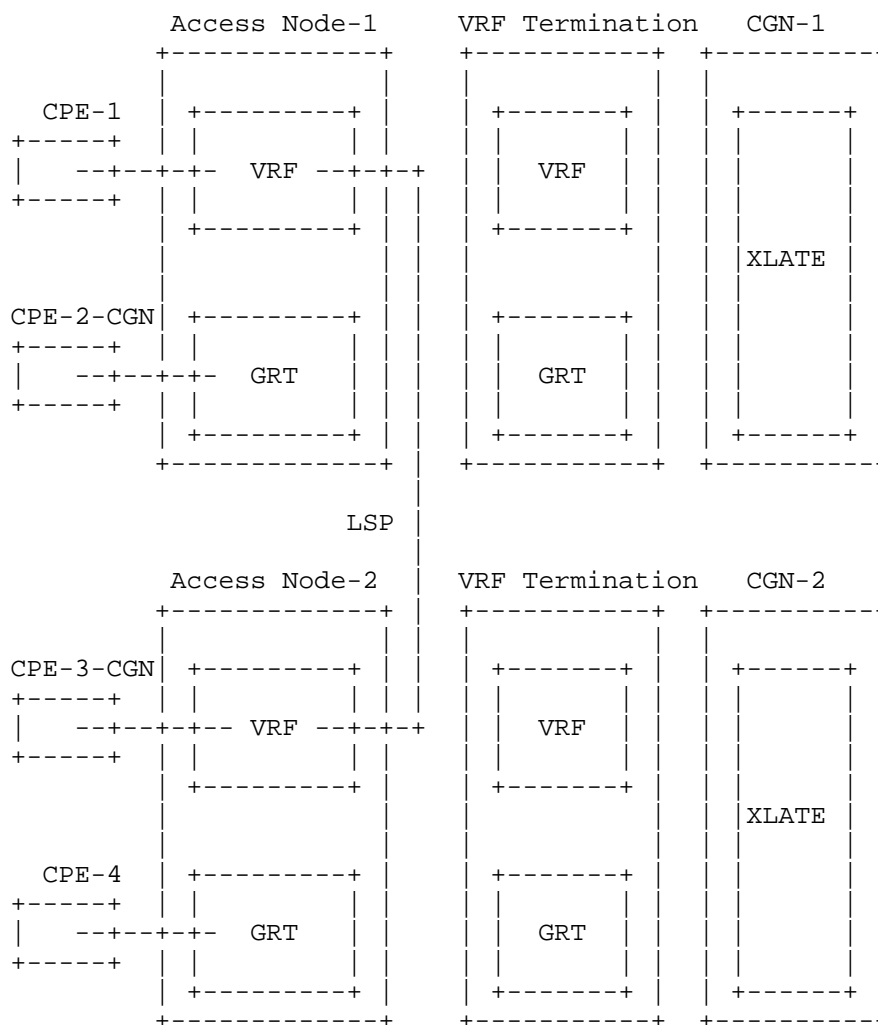 Access Node-1 VRF Termination CGN-1
CPE-1
VRF VRF
XLATE
CPE-2-CGN
GRT GRT
LSP
Access Node-2 VRF Termination CGN-2
CPE-3-CGN
VRF VRF
XLATE
CPE-4
GRT GRT